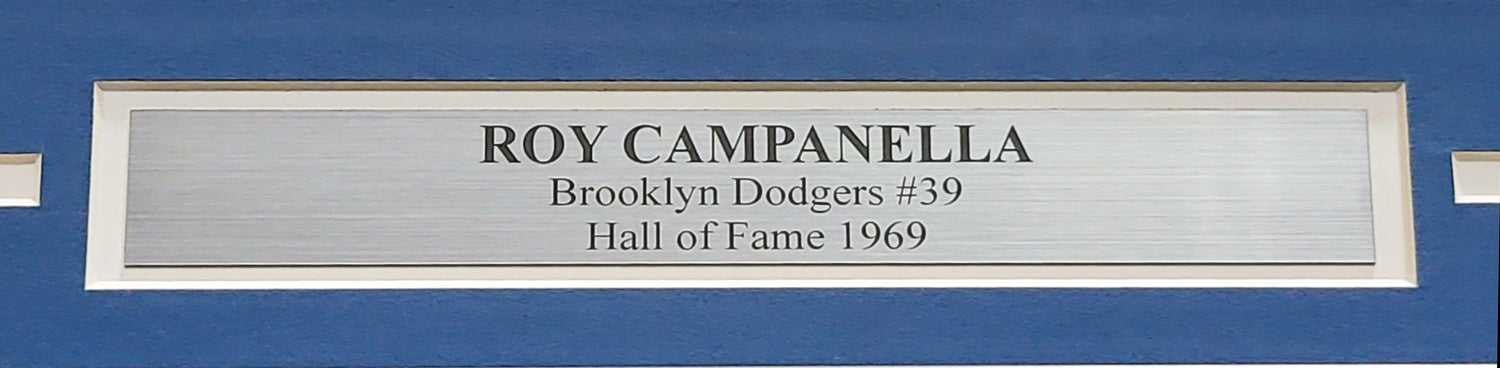 ROY CAMPANELLA
Brooklyn Dodgers #39
Hall of Fame 1969